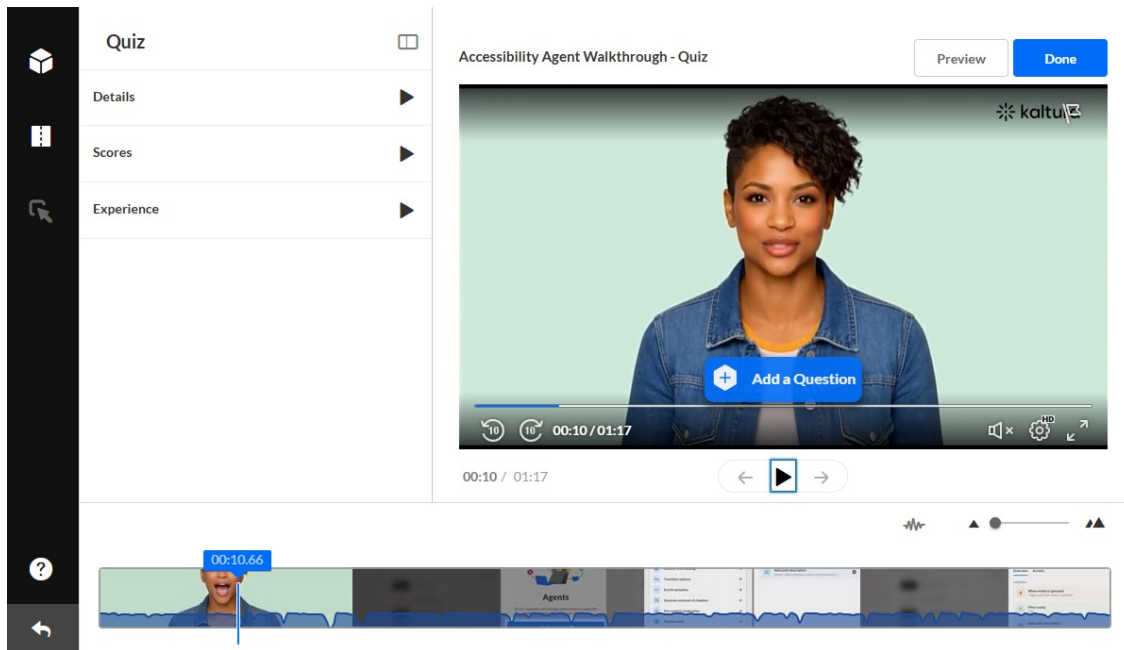 Quiz
Details
Scores
Experience
Accessibility Agent Walkthrough - Quiz
Preview
Done
Add a Question
10
10
00:10 / 01:17
HD
00:10 / 01:17
?
00:10.66
Agents